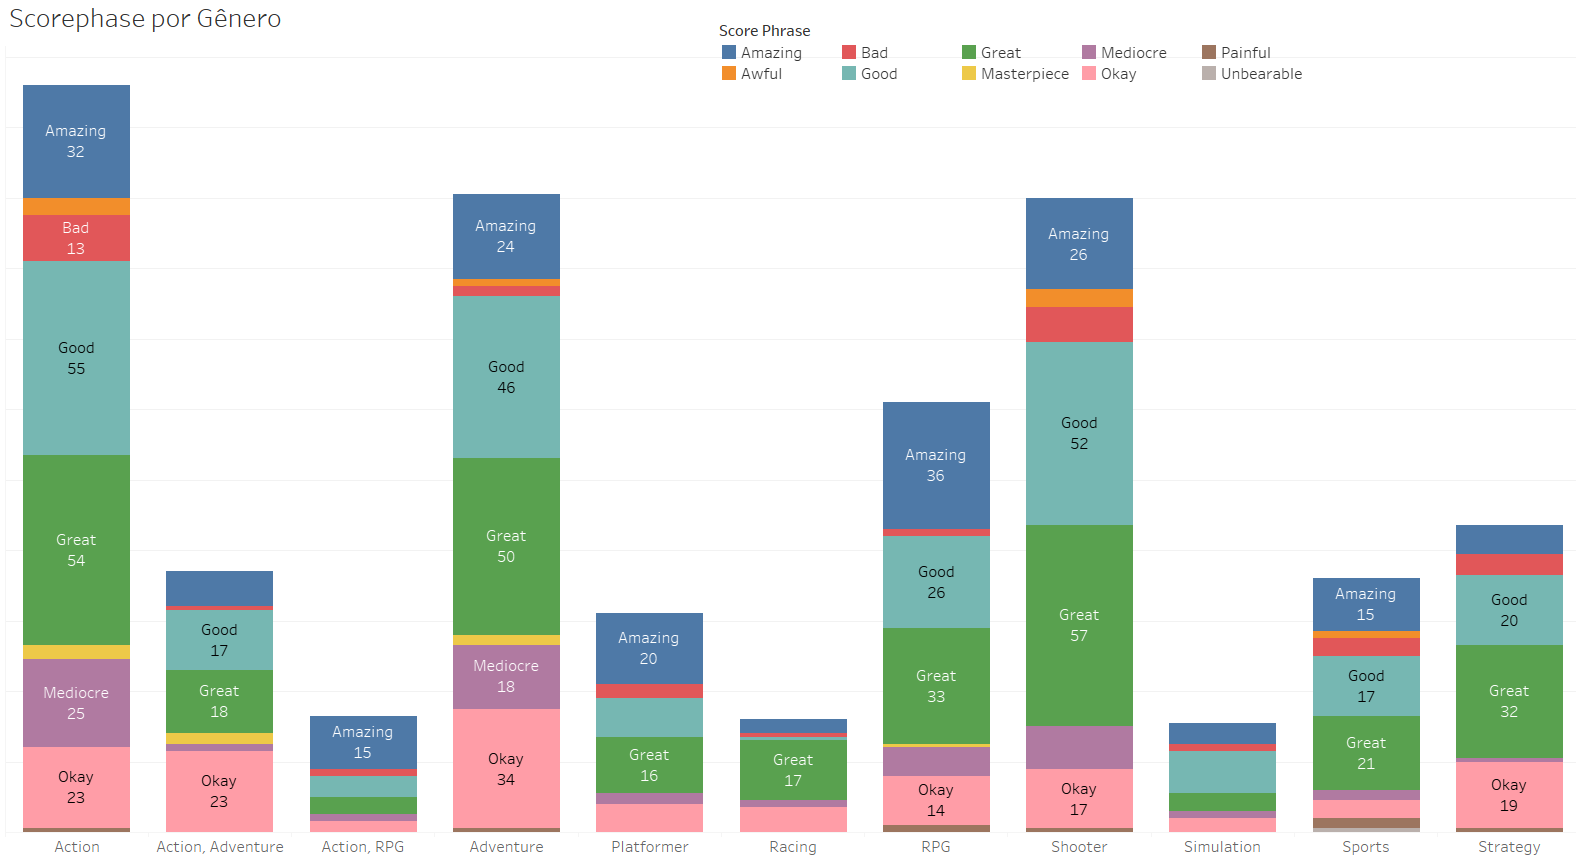 Scorephase por Gênero
Score Phrase
Amazing
Bad
Great
Mediocre
Painful
Awful
Good
Masterpiece
Okay
Unbearable
Amazing
32
Bad
13
Good
55
Great
54
Mediocre
25
Okay
23
Good
17
Great
18
Okay
23
Amazing
15
Amazing
24
Good
46
Great
50
Mediocre
18
Okay
34
Amazing
20
Great
16
Great
17
Amazing
36
Good
26
Great
33
Okay
14
Amazing
26
Good
52
Great
57
Okay
17
Amazing
15
Good
17
Great
21
Good
20
Great
32
Okay
19
Action
Action, Adventure
Action, RPG
Adventure
Platformer
Racing
RPG
Shooter
Simulation
Sports
Strategy